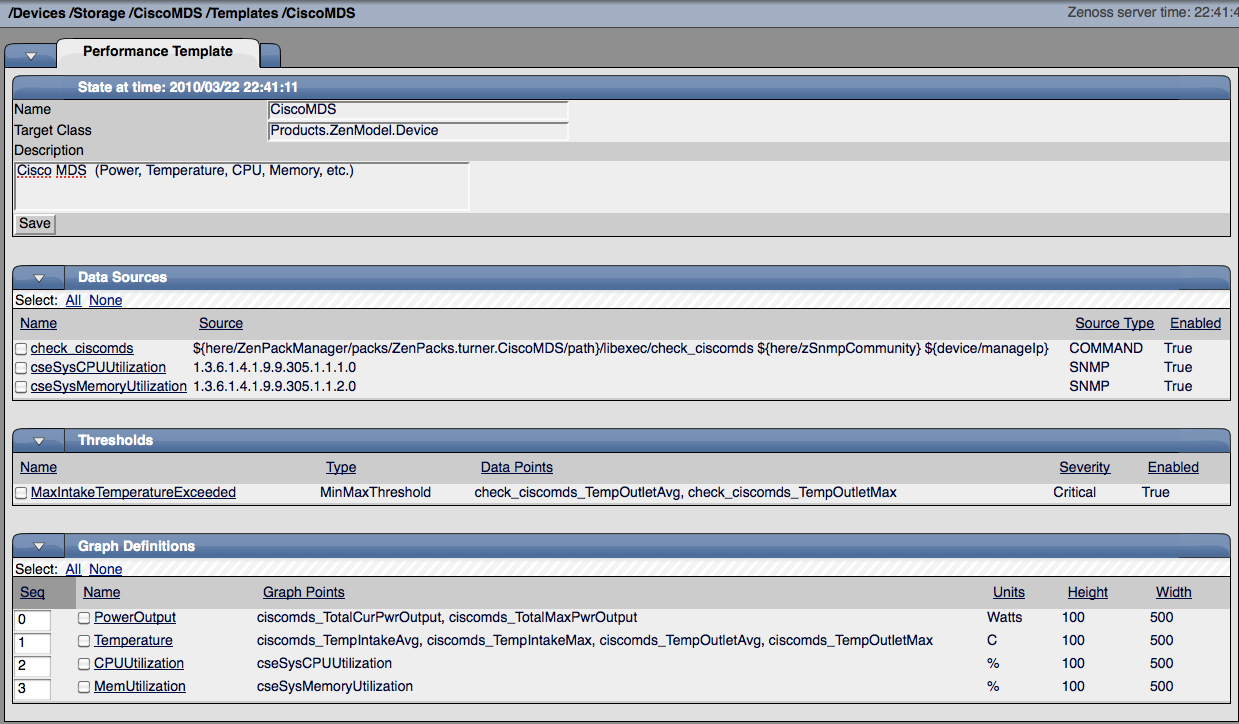 /Devices /Storage /CiscoMDS /Templates /CiscoMDS Zenoss server time: 22:41:4
Performance Template
State at time: 2010/03/22 22:41:11
Name CiscoMDS
Target Class Products.ZenModel.Device
Description
Cisco MDS (Power, Temperature, CPU, Memory, etc.)
Save
Data Sources
Select: All None
Name Source Source Type Enabled
check_ciscomds ${here/ZenPackManager/packs/ZenPacks.turner.CiscoMDS/path}/libexec/check_ciscomds ${here/zSnmpCommunity} ${device/manageIp} COMMAND True
cseSysCPUUtilization 1.3.6.1.4.1.9.9.305.1.1.1.0 SNMP True
cseSysMemoryUtilization 1.3.6.1.4.1.9.9.305.1.1.2.0 SNMP True
Thresholds
Name Type Data Points Severity Enabled
MaxIntakeTemperatureExceeded MinMaxThreshold check_ciscomds_TempOutletAvg, check_ciscomds_TempOutletMax Critical True
Graph Definitions
Select: All None
Seq Name Graph Points Units Height Width
0 PowerOutput ciscomds_TotalCurPwrOutput, ciscomds_TotalMaxPwrOutput Watts 100 500
1 Temperature ciscomds_TempIntakeAvg, ciscomds_TempIntakeMax, ciscomds_TempOutletAvg, ciscomds_TempOutletMax C 100 500
2 CPUUtilization cseSysCPUUtilization % 100 500
3 MemUtilization cseSysMemoryUtilization % 100 500